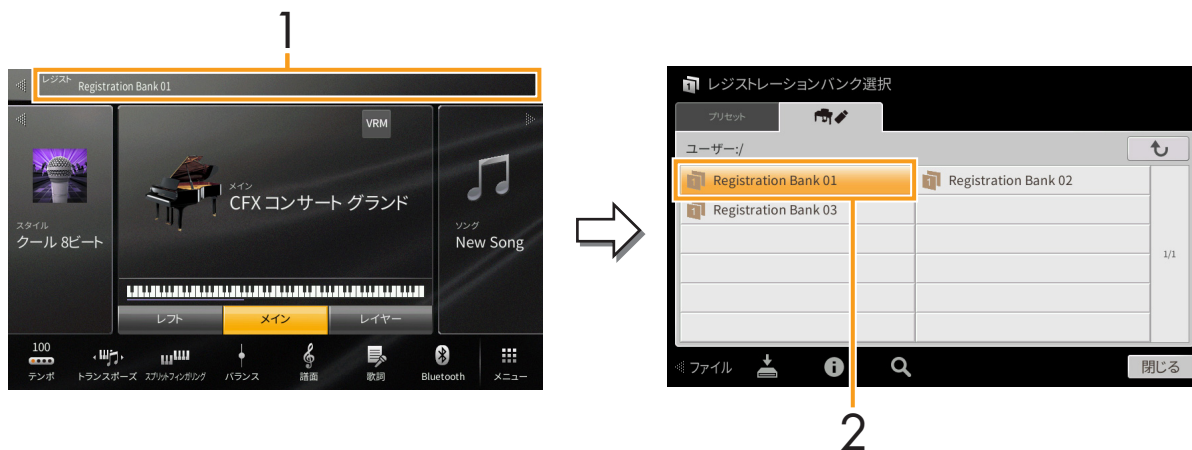 1
レジスト
Registration Bank 01
VRM
メイン
CFX コンサート グランド
スタイル
クール 8ビート
ソング
New Song
レフト
メイン
レイヤー
100
テンポ
トランスポーズ
スプリットフィンガリング
バランス
譜面
歌詞
Bluetooth
メニュー
レジストレーションバンク選択
プリセット
ユーザー:/
Registration Bank 01
Registration Bank 02
Registration Bank 03
1/1
ファイル
閉じる
2